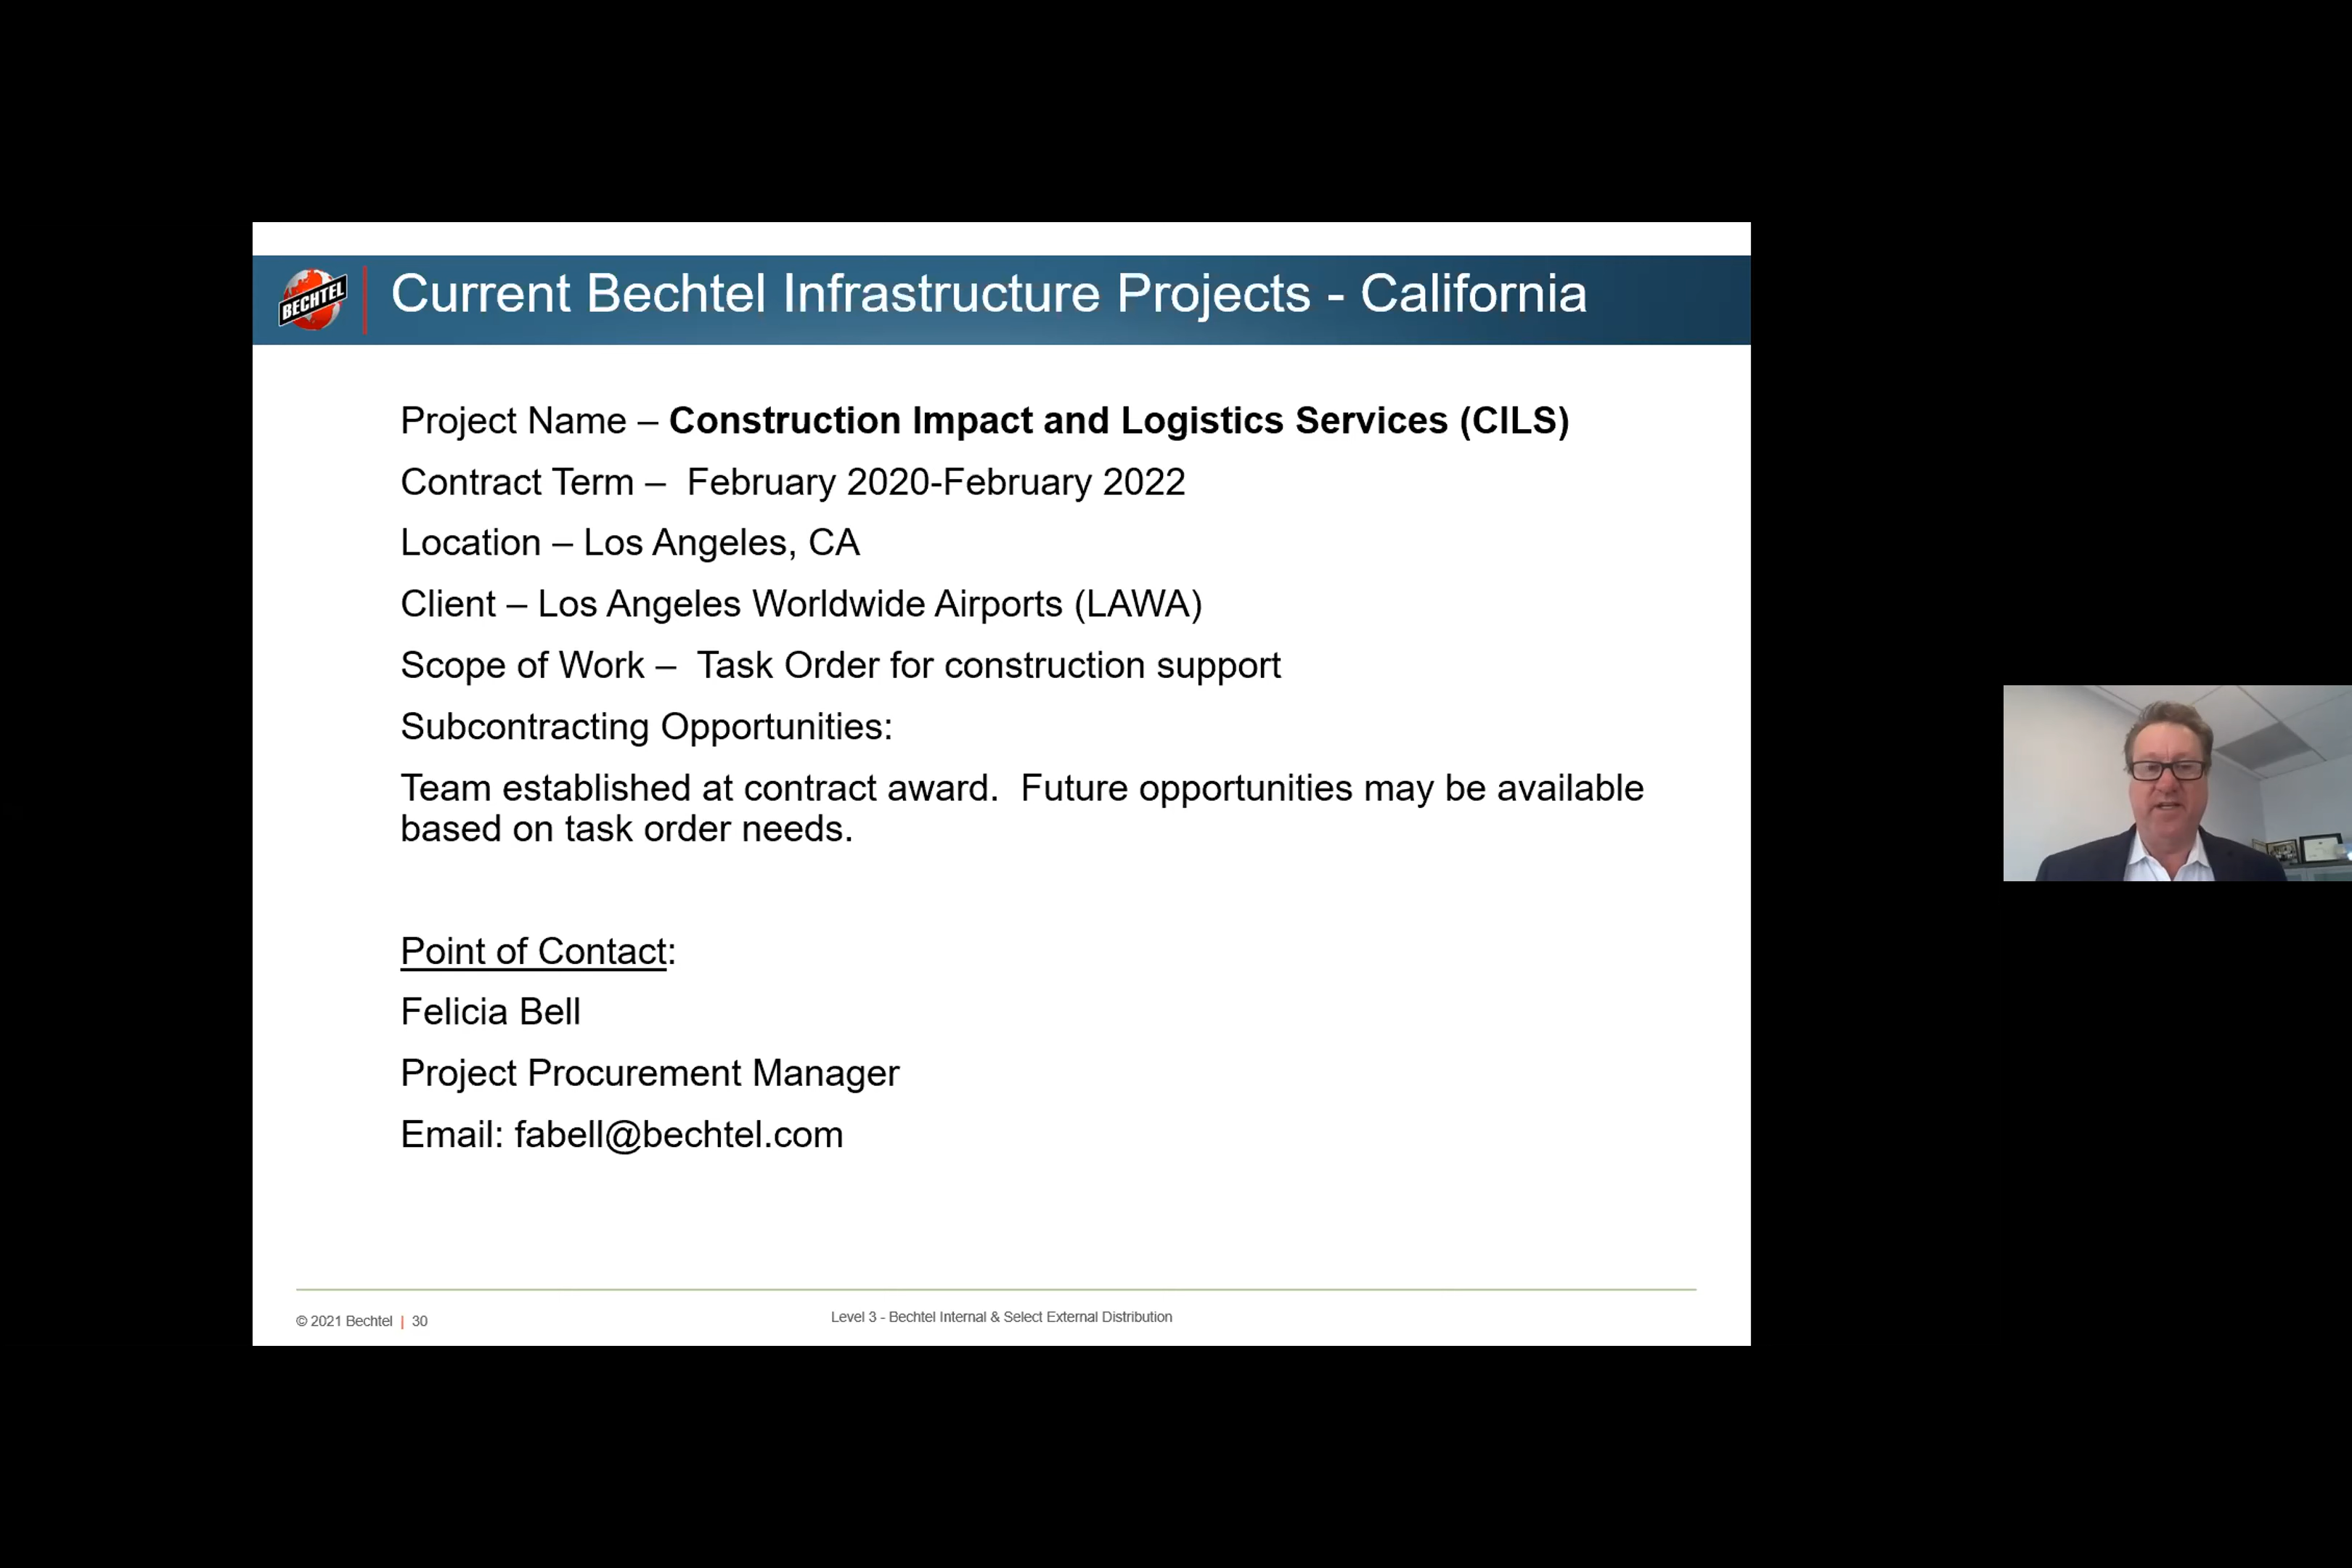 BECHTEL
Current Bechtel Infrastructure Projects - California
Project Name – Construction Impact and Logistics Services (CILS)
Contract Term – February 2020-February 2022
Location – Los Angeles, CA
Client – Los Angeles Worldwide Airports (LAWA)
Scope of Work – Task Order for construction support
Subcontracting Opportunities:
Team established at contract award. Future opportunities may be available
based on task order needs.
Point of Contact:
Felicia Bell
Project Procurement Manager
Email: fabell@bechtel.com
© 2021 Bechtel | 30
Level 3 - Bechtel Internal & Select External Distribution